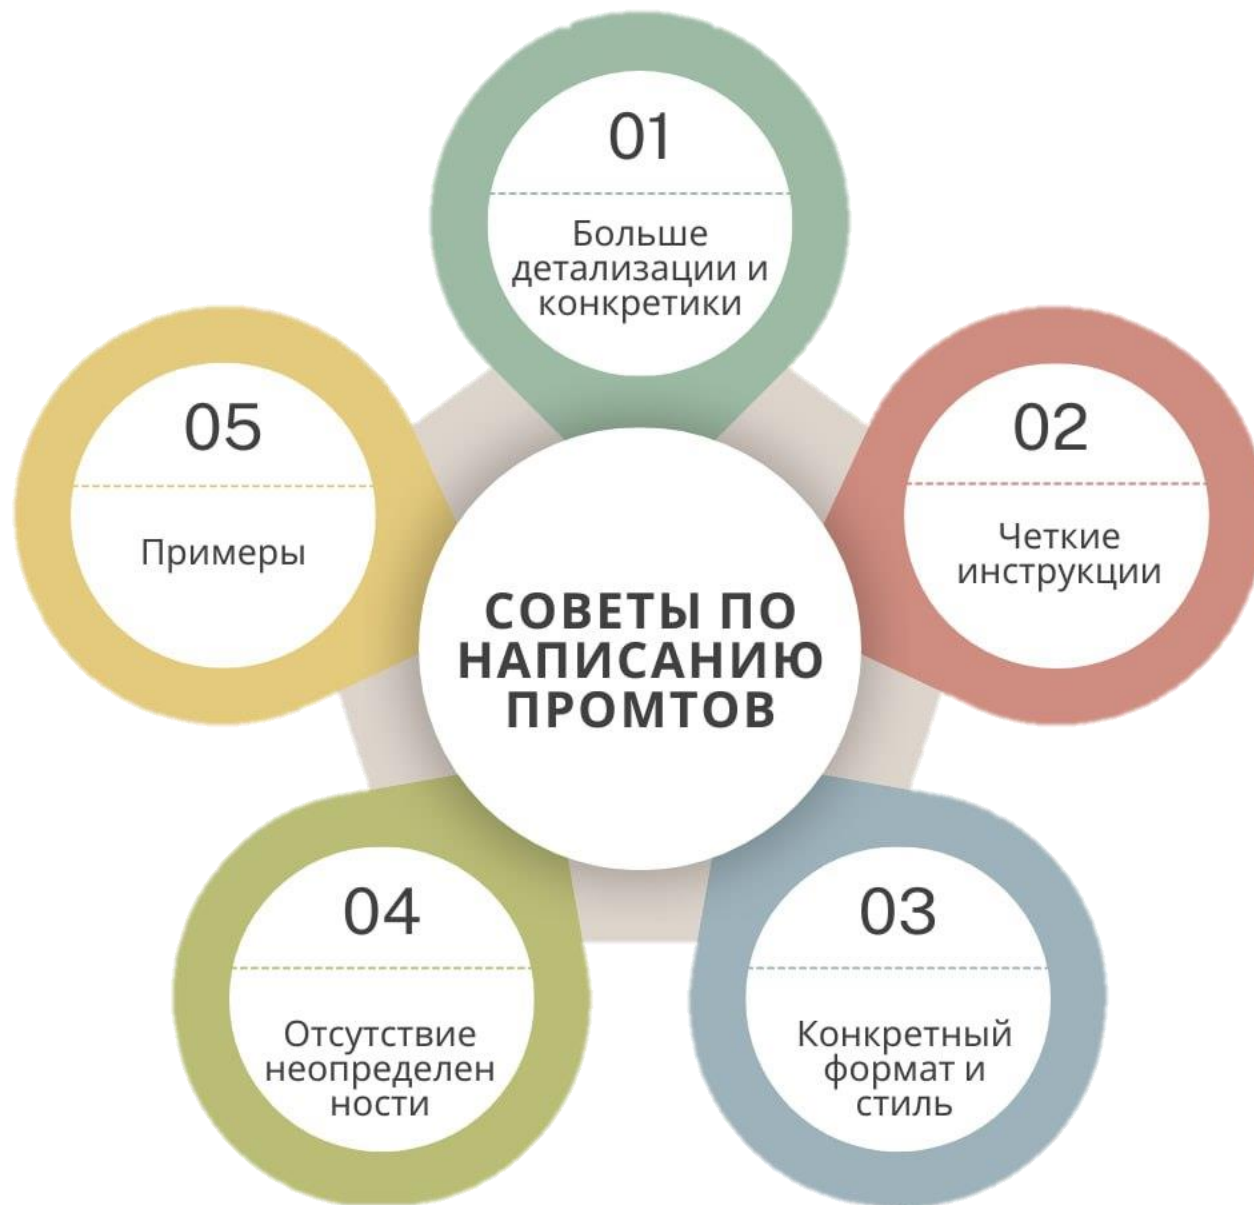 СОВЕТЫ ПО
НАПИСАНИЮ
ПРОМТОВ
01
Больше
детализации и
конкретики
02
Четкие
инструкции
03
Конкретный
формат и
стиль
04
Отсутствие
неопределен
ности
05
Примеры